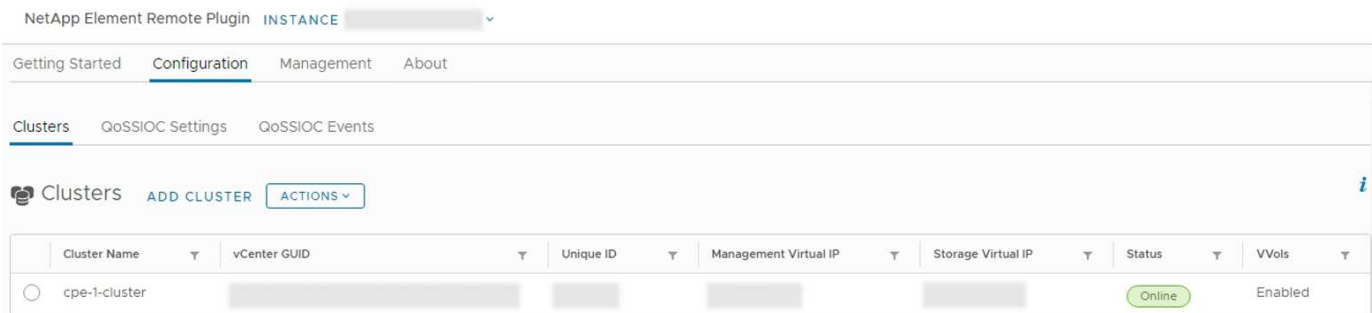 NetApp Element Remote Plugin INSTANCE
Getting Started Configuration Management About
Clusters QoSSIOC Settings QoSSIOC Events
Clusters ADD CLUSTER ACTIONS
i
Cluster Name vCenter GUID Unique ID Management Virtual IP Storage Virtual IP Status VVols
cpe-1-cluster Online Enabled